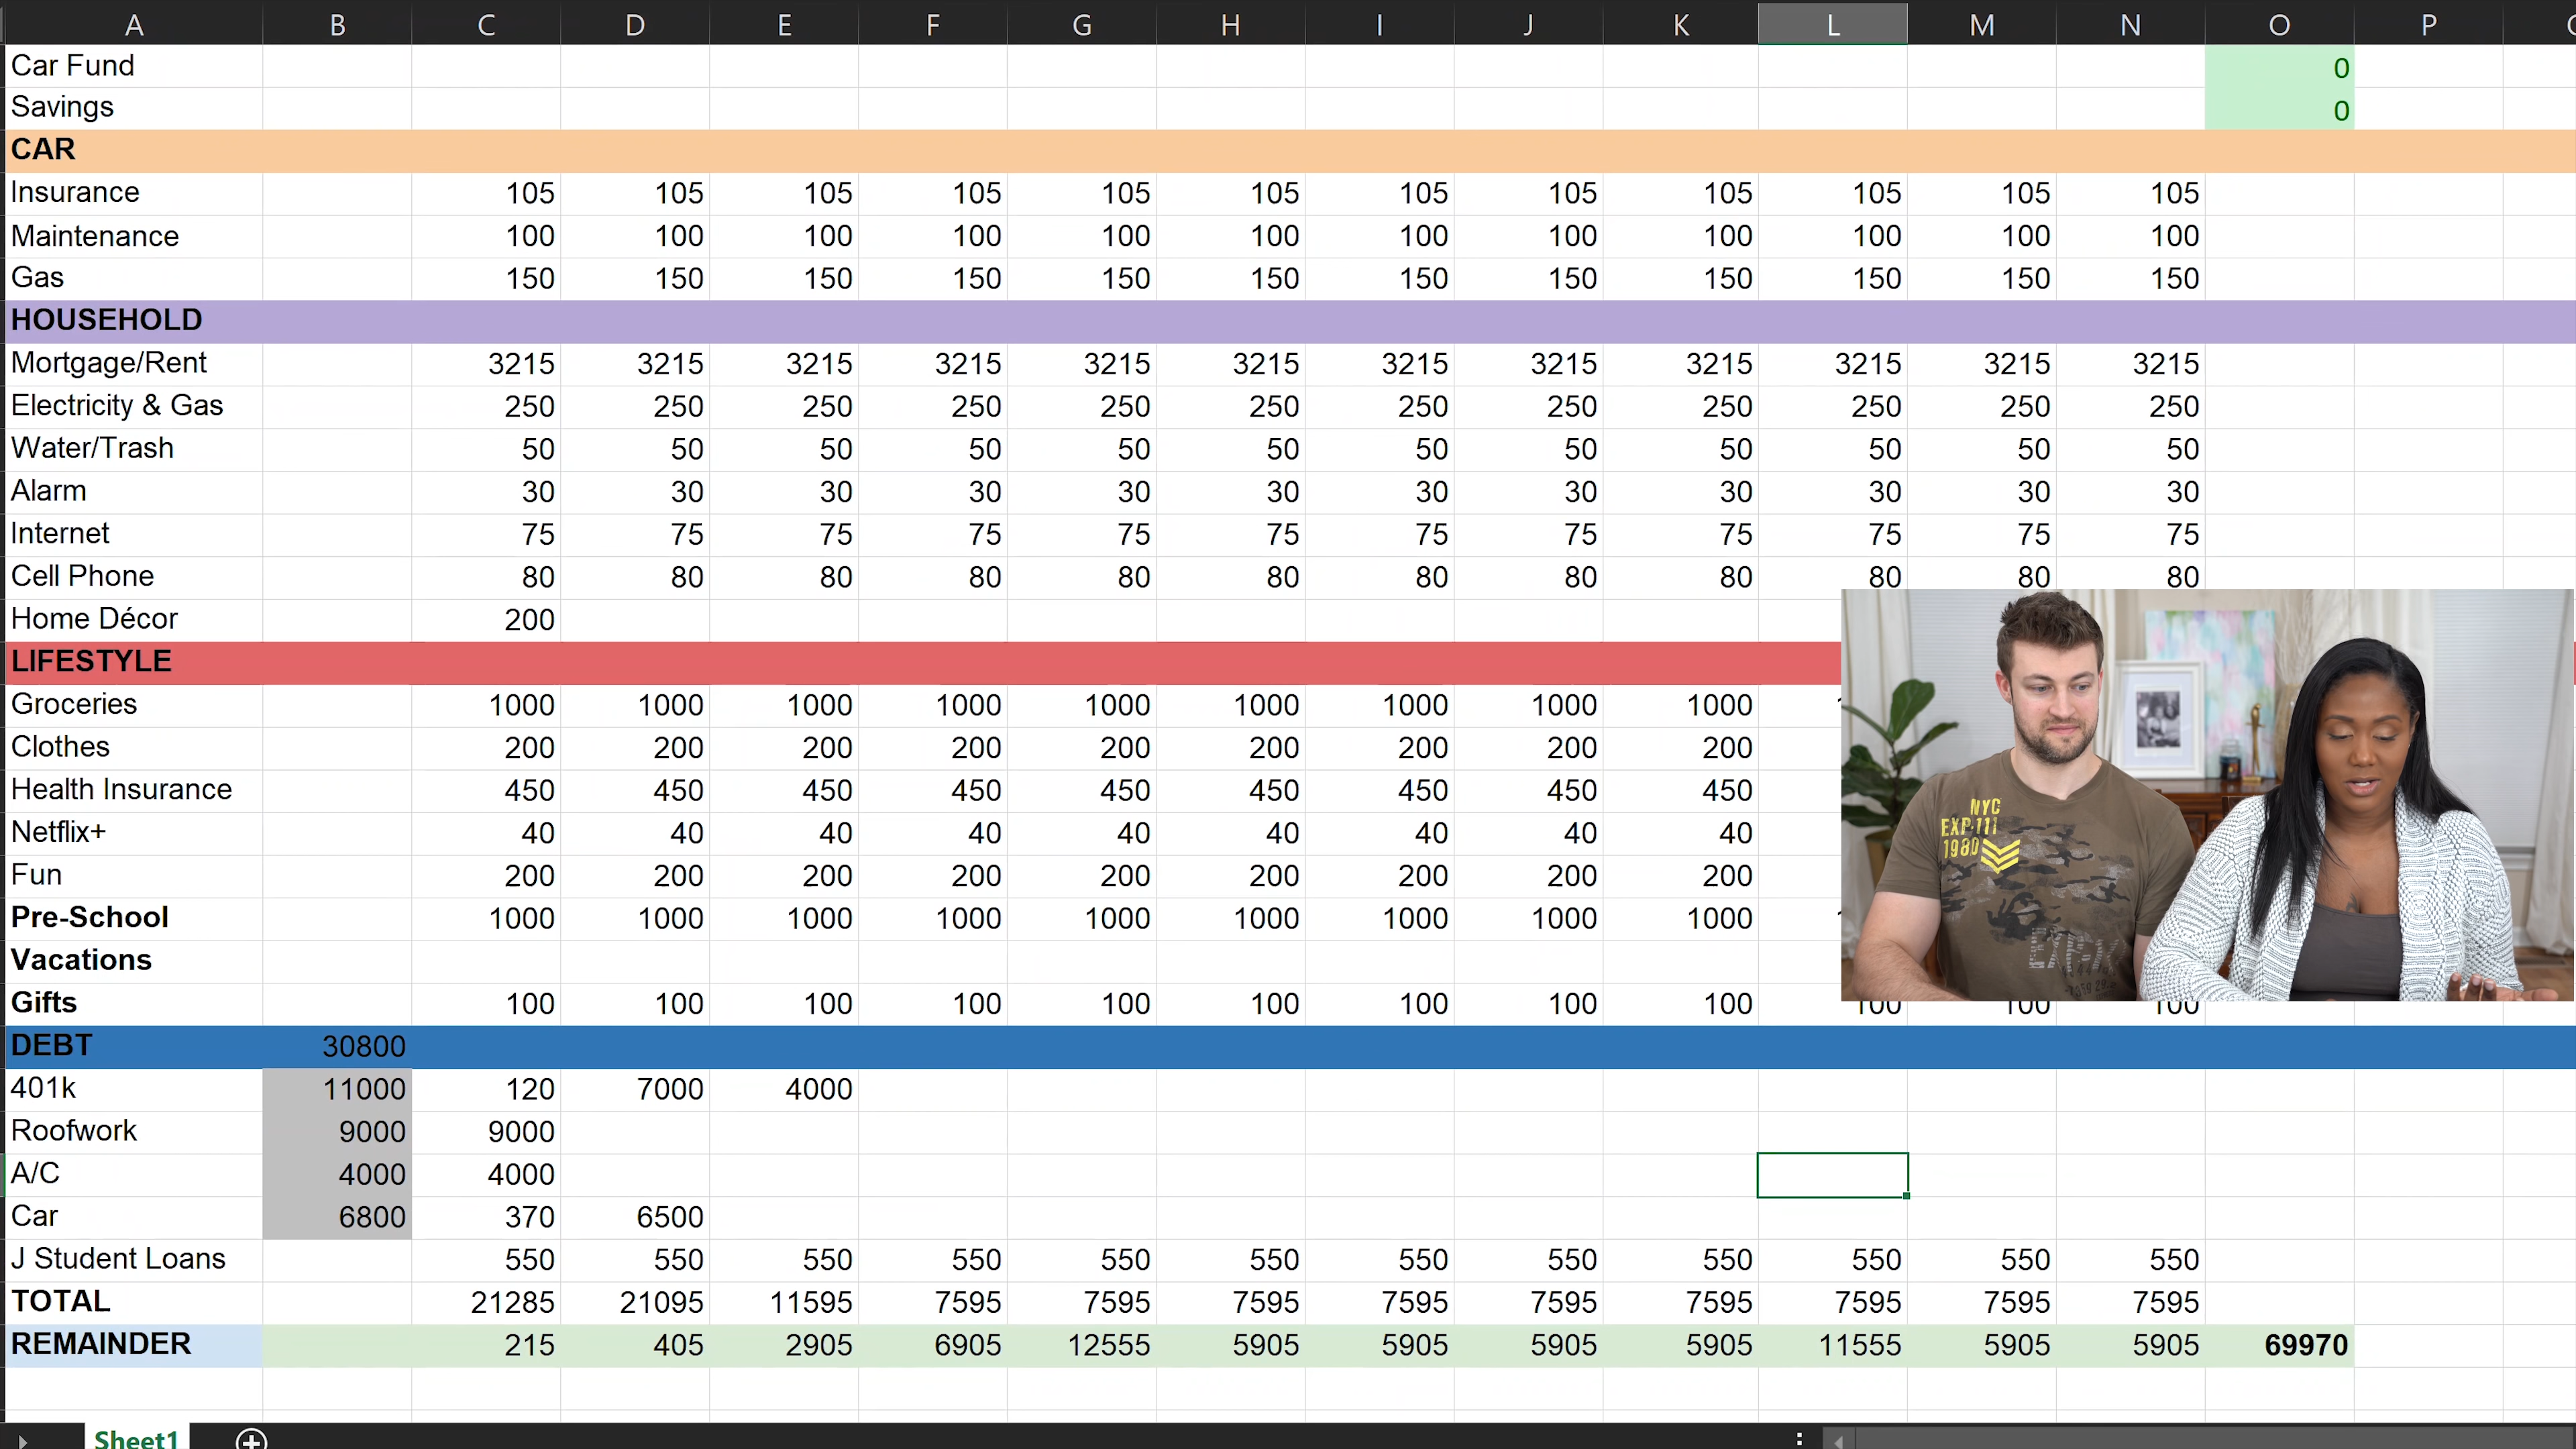 A B C D E F G H I J K L M N O P
Car Fund 0
Savings 0
CAR
Insurance 105 105 105 105 105 105 105 105 105 105 105 105
Maintenance 100 100 100 100 100 100 100 100 100 100 100 100
Gas 150 150 150 150 150 150 150 150 150 150 150 150
HOUSEHOLD
Mortgage/Rent 3215 3215 3215 3215 3215 3215 3215 3215 3215 3215 3215 3215
Electricity & Gas 250 250 250 250 250 250 250 250 250 250 250 250
Water/Trash 50 50 50 50 50 50 50 50 50 50 50 50
Alarm 30 30 30 30 30 30 30 30 30 30 30 30
Internet 75 75 75 75 75 75 75 75 75 75 75 75
Cell Phone 80 80 80 80 80 80 80 80 80 80 80 80
Home Décor 200
LIFESTYLE
Groceries 1000 1000 1000 1000 1000 1000 1000 1000 1000
Clothes 200 200 200 200 200 200 200 200 200
Health Insurance 450 450 450 450 450 450 450 450 450
Netflix+ 40 40 40 40 40 40 40 40 40
Fun 200 200 200 200 200 200 200 200 200
Pre-School 1000 1000 1000 1000 1000 1000 1000 1000 1000
Vacations
Gifts 100 100 100 100 100 100 100 100 100 100 100 100
DEBT 30800
401k 11000 120 7000 4000
Roofwork 9000 9000
A/C 4000 4000
Car 6800 370 6500
J Student Loans 550 550 550 550 550 550 550 550 550 550 550 550
TOTAL 21285 21095 11595 7595 7595 7595 7595 7595 7595 7595 7595 7595
REMAINDER 215 405 2905 6905 12555 5905 5905 5905 5905 11555 5905 5905 69970
Sheet1
NYC
EXP-111
1980